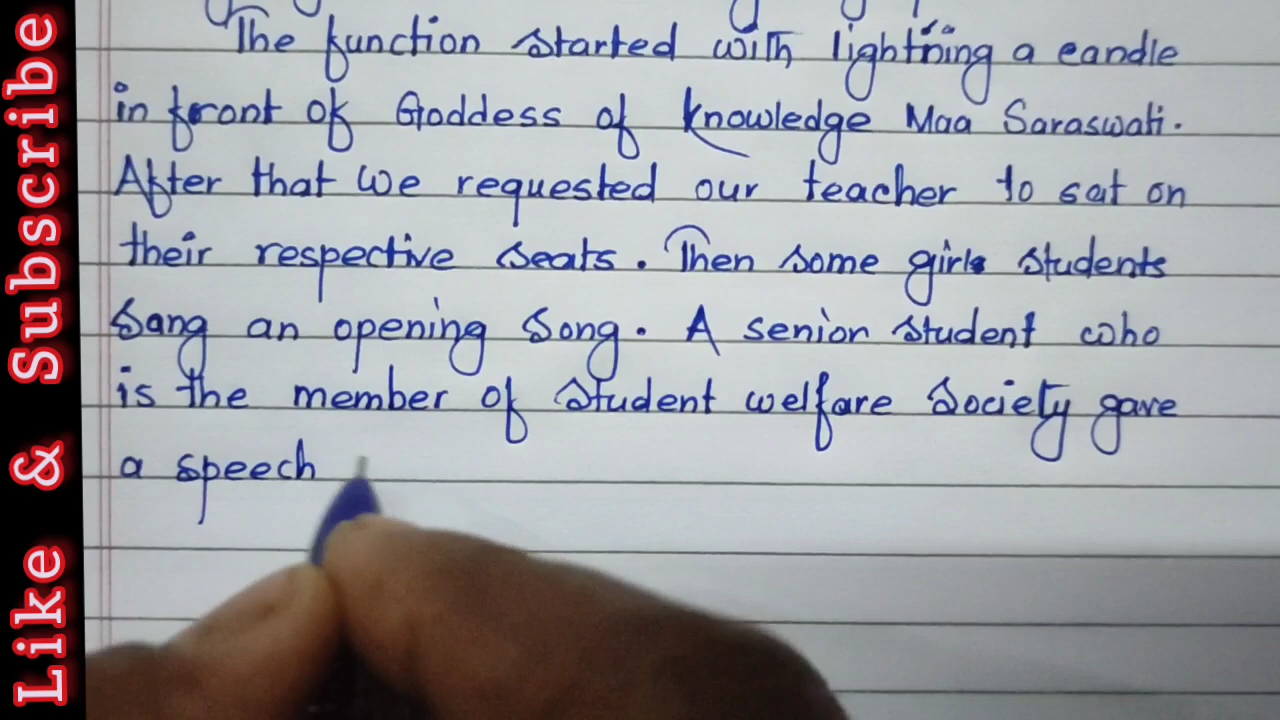 The function started with lightning a candle
in front of Goddess of knowledge Maa Saraswati.
After that we requested our teacher to sat on
their respective seats. Then some girls students
sang an opening song. A senior student who
is the member of student welfare society gave
a speech
Like & Subscribe